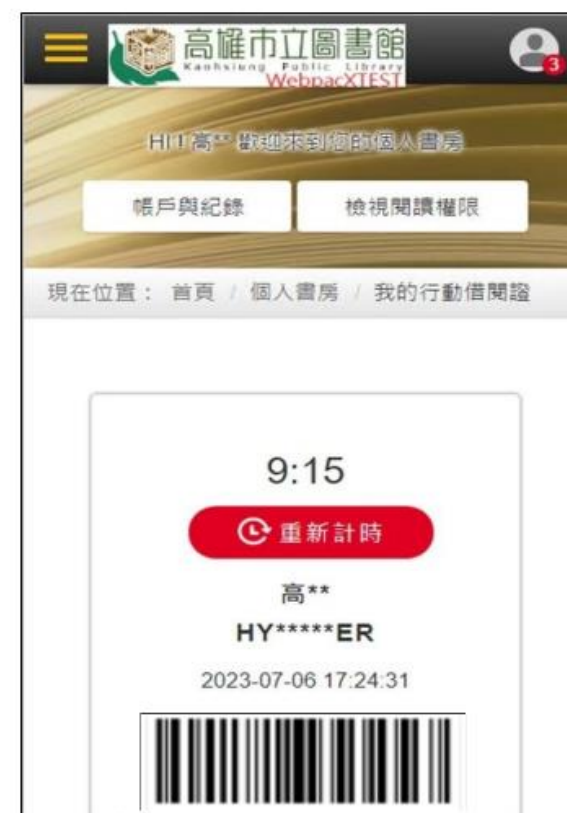 高雄市立圖書館
Kaohsiung Public Library
WebpacXTEST
3
HI ! 高** 歡迎來到您的個人書房
帳戶與紀錄
檢視閱讀權限
現在位置： 首頁 / 個人書房 / 我的行動借閱證
9:15
重新計時
高**
HY*****ER
2023-07-06 17:24:31